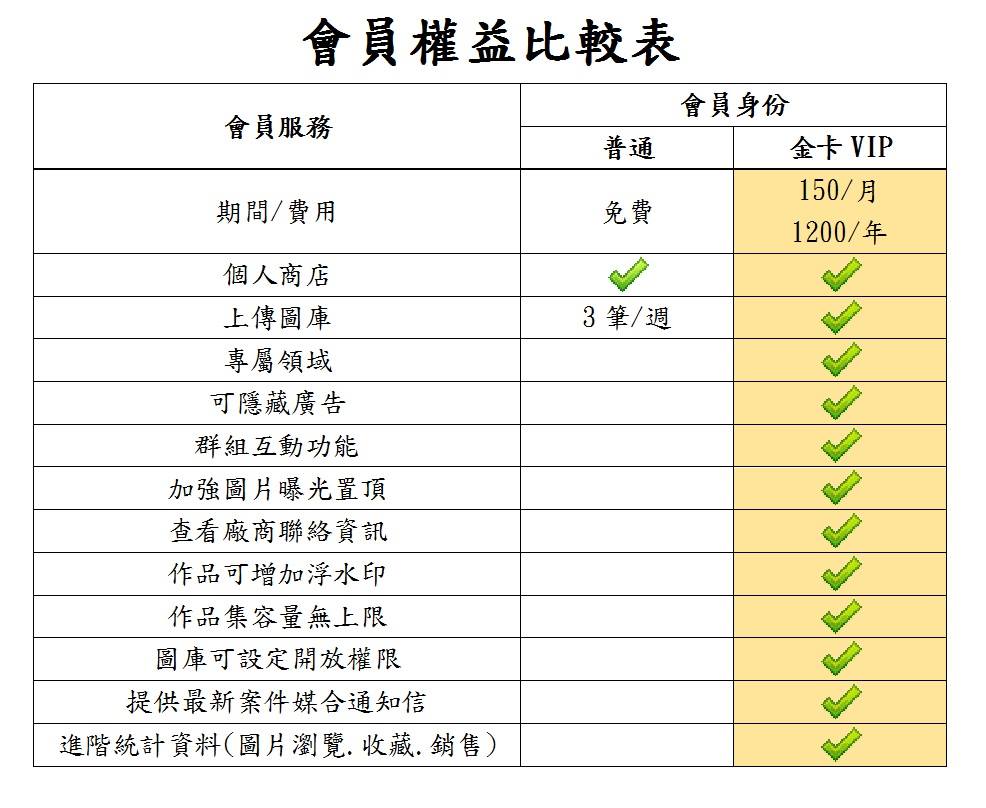 會員權益比較表
會員服務
會員身份
普通
金卡 VIP
期間/費用
免費
150/月
1200/年
個人商店
上傳圖庫
3 筆/週
專屬領域
可隱藏廣告
群組互動功能
加強圖片曝光置頂
查看廠商聯絡資訊
作品可增加浮水印
作品集容量無上限
圖庫可設定開放權限
提供最新案件媒合通知信
進階統計資料(圖片瀏覽.收藏.銷售)